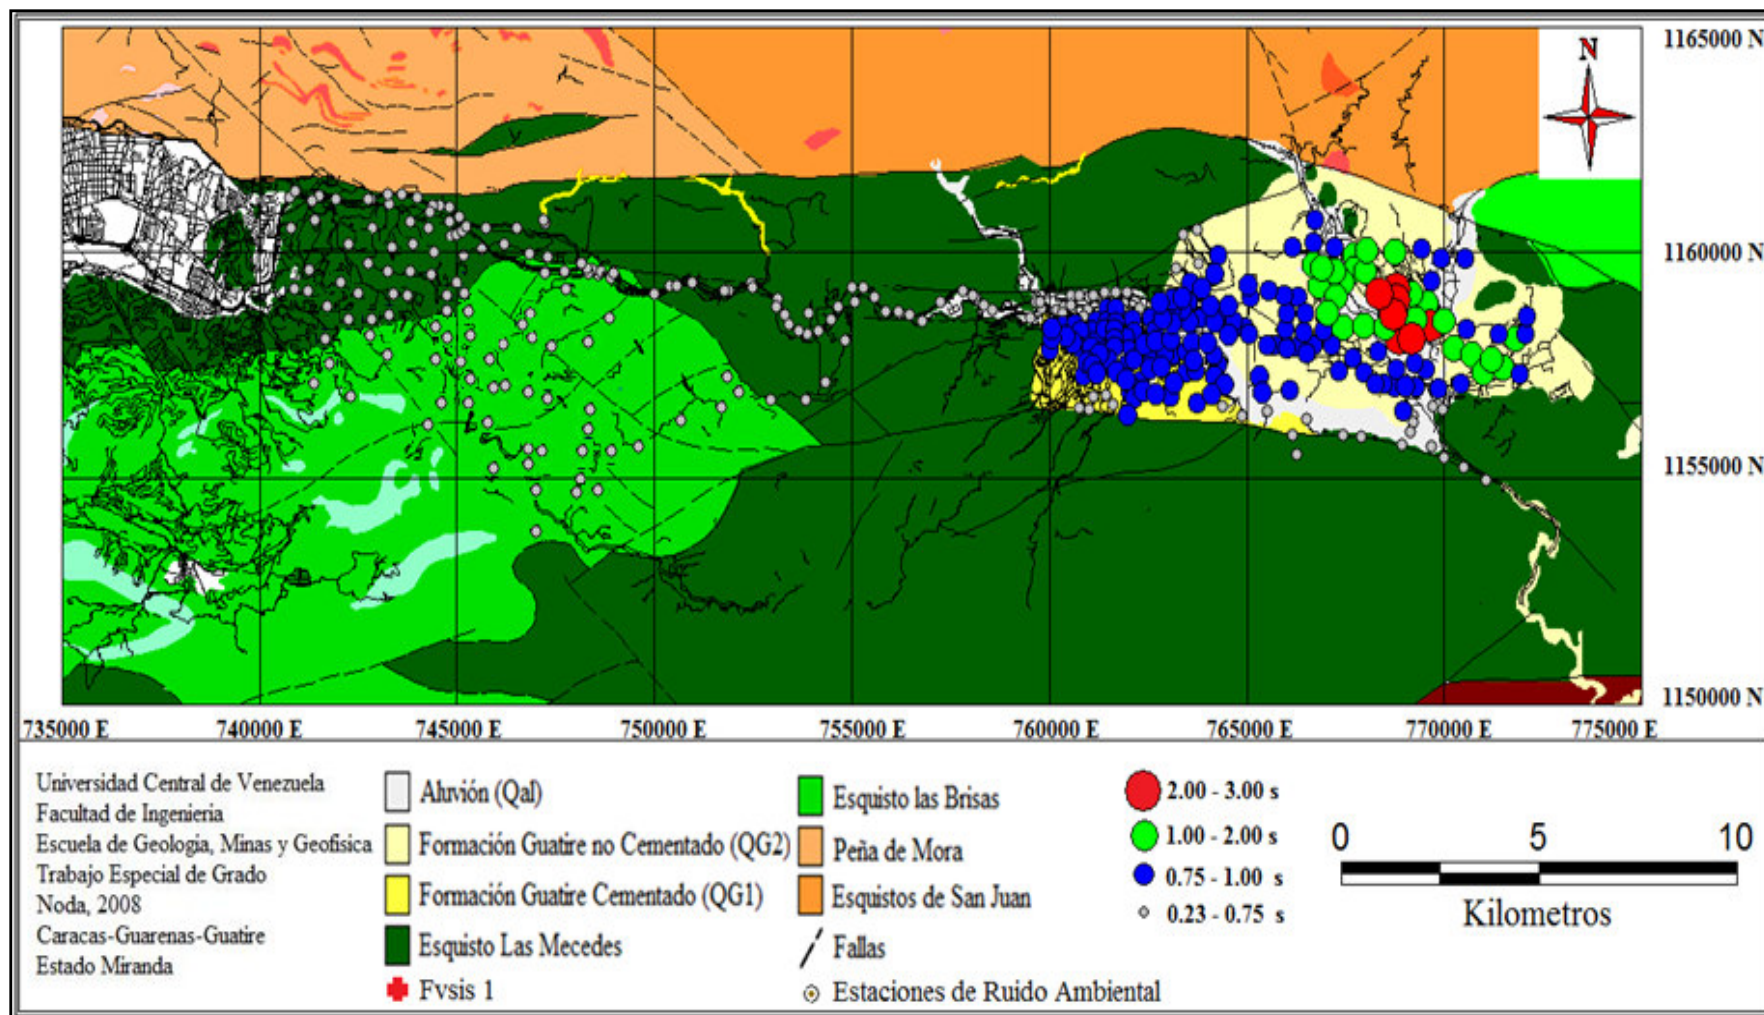 N
1165000 N
1160000 N
1155000 N
1150000 N
735000 E
740000 E
745000 E
750000 E
755000 E
760000 E
765000 E
770000 E
775000 E
Universidad Central de Venezuela
Facultad de Ingenieria
Escuela de Geologia, Minas y Geofisica
Trabajo Especial de Grado
Noda, 2008
Caracas-Guarenas-Guatire
Estado Miranda
Aluvión (Qal)
Formación Guatire no Cementado (QG2)
Formación Guatire Cementado (QG1)
Esquisto Las Mecedes
Fvsis 1
Esquisto las Brisas
Peña de Mora
Esquistos de San Juan
Fallas
Estaciones de Ruido Ambiental
2.00 - 3.00 s
1.00 - 2.00 s
0.75 - 1.00 s
0.23 - 0.75 s
0 5 10
Kilometros